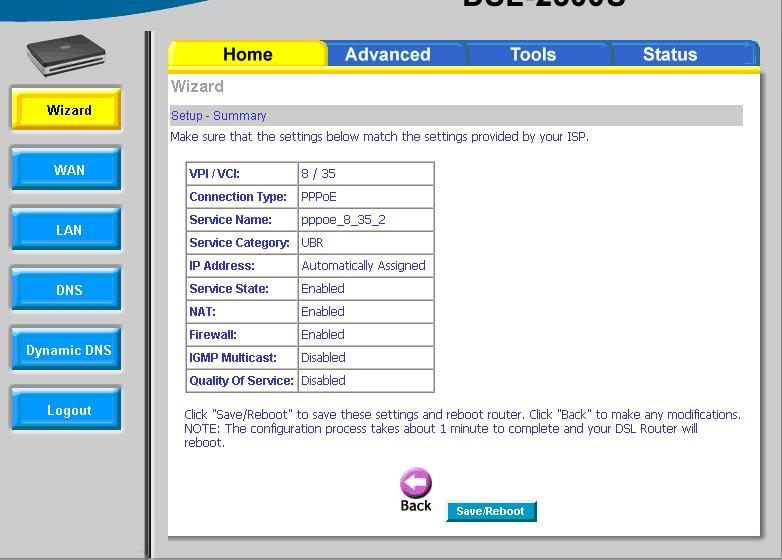 Home Advanced Tools Status
Wizard
WAN
LAN
DNS
Dynamic DNS
Logout
Wizard
Setup - Summary
Make sure that the settings below match the settings provided by your ISP.
VPI / VCI: 8 / 35
Connection Type: PPPoE
Service Name: pppoe_8_35_2
Service Category: UBR
IP Address: Automatically Assigned
Service State: Enabled
NAT: Enabled
Firewall: Enabled
IGMP Multicast: Disabled
Quality Of Service: Disabled
Click "Save/Reboot" to save these settings and reboot router. Click "Back" to make any modifications.
NOTE: The configuration process takes about 1 minute to complete and your DSL Router will
reboot.
Back
Save/Reboot